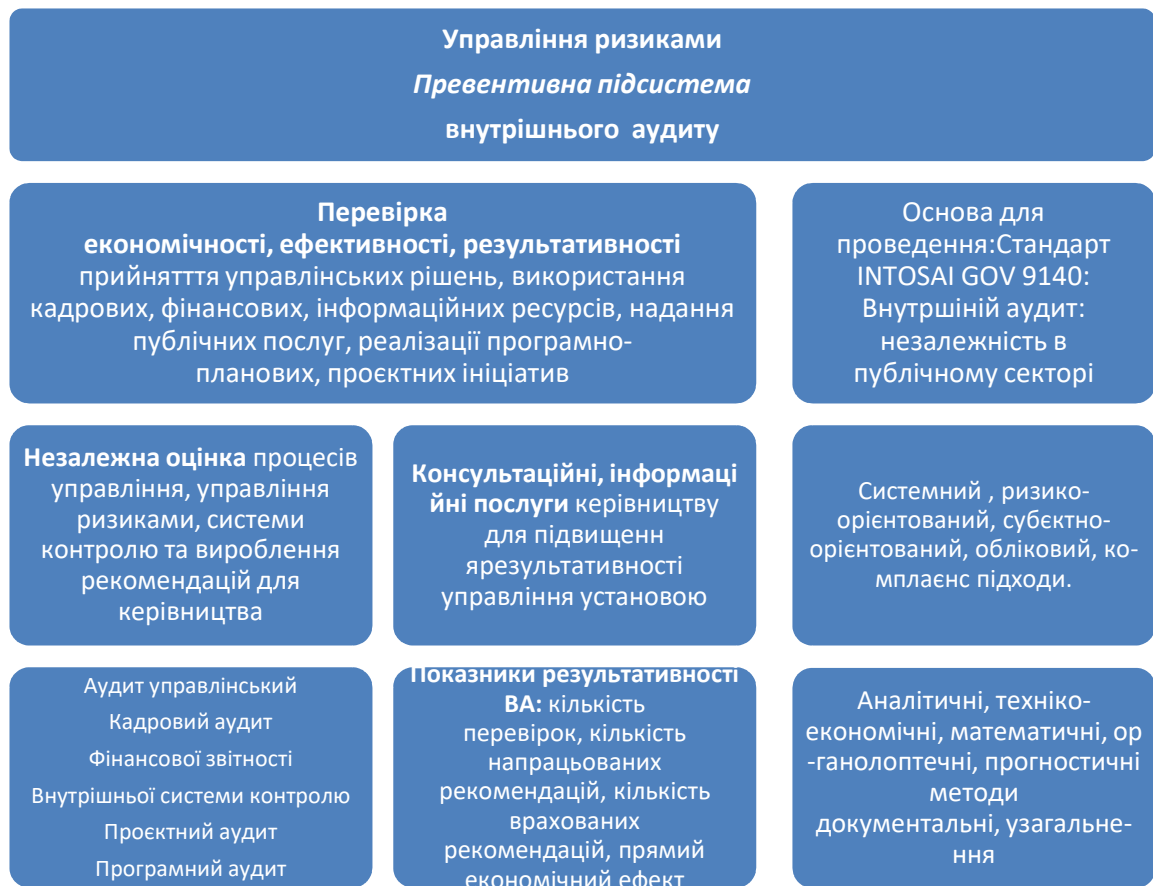 Управління ризиками
Превентивна підсистема
внутрішнього аудиту
Перевірка
економічності, ефективності, результативності
прийнятття управлінських рішень, використання
кадрових, фінансових, інформаційних ресурсів, надання
публічних послуг, реалізації програмно-
планових, проєктних ініціатив
Основа для
проведення:Стандарт
INTOSAI GOV 9140:
Внутршіній аудит:
незалежність в
публічному секторі
Незалежна оцінка процесів
управління, управління
ризиками, системи
контролю та вироблення
рекомендацій для
керівництва
Консультаційні, інформаці
йні послуги керівництву
для підвищенн
ярезультативності
управління установою
Системний , ризико-
орієнтований, субєктно-
орієнтований, обліковий, ко-
мплаєнс підходи.
Аудит управлінський
Кадровий аудит
Фінансової звітності
Внутрішньої системи контролю
Проєктний аудит
Програмний аудит
Показники результативності
ВА: кількість
перевірок, кількість
напрацьованих
рекомендацій, кількість
врахованих
рекомендацій, прямий
економічний ефект
Аналітичні, техніко-
економічні, математичні, ор
-ганолоптечні, прогностичні
методи
документальні, узагальне-
ння